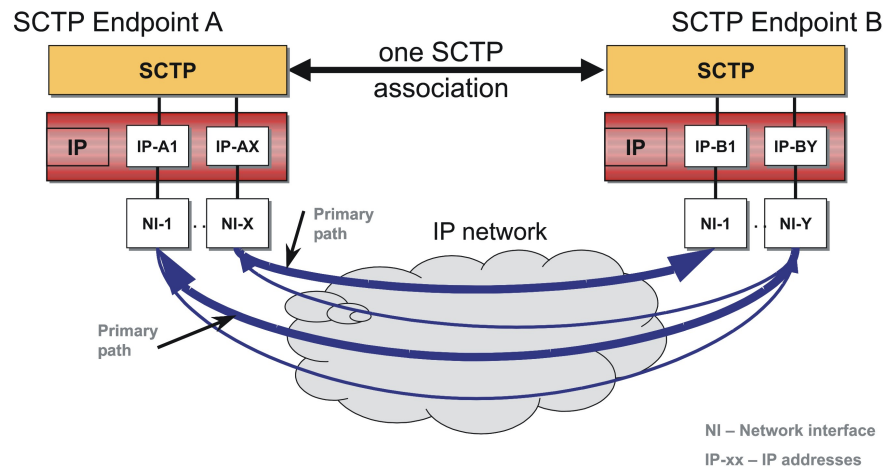 SCTP Endpoint A
SCTP Endpoint B
SCTP
one SCTP
association
SCTP
IP
IP-A1
IP-AX
IP
IP-B1
IP-BY
NI-1
. .
NI-X
NI-1
. .
NI-Y
Primary
path
IP network
Primary
path
NI – Network interface
IP-xx – IP addresses